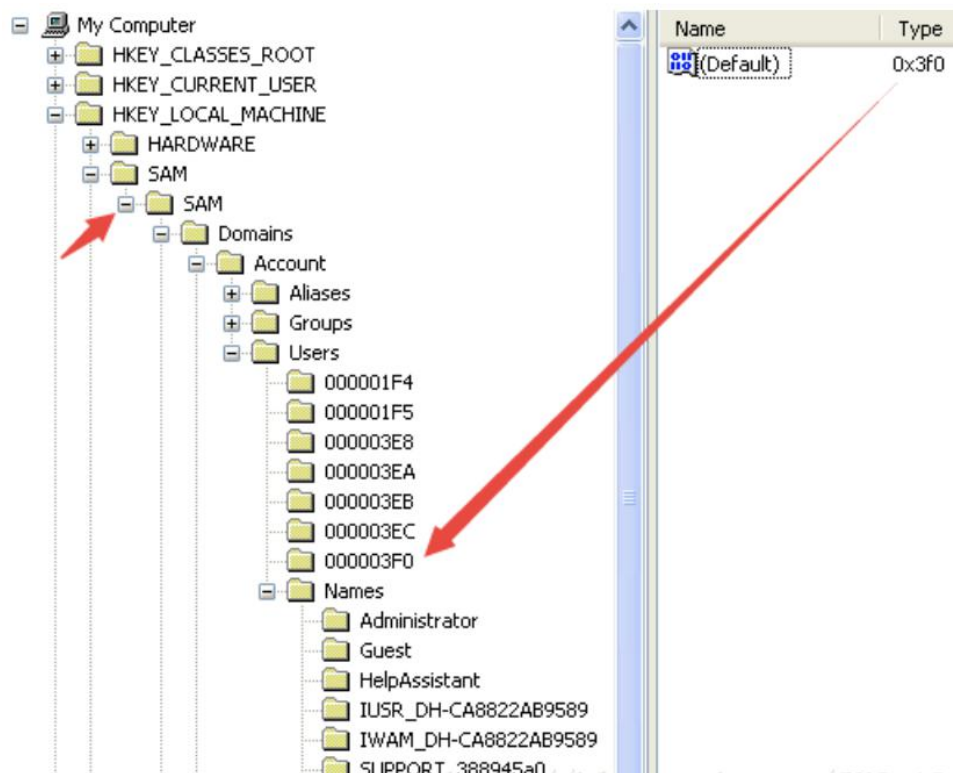 My Computer
HKEY_CLASSES_ROOT
HKEY_CURRENT_USER
HKEY_LOCAL_MACHINE
HARDWARE
SAM
SAM
Domains
Account
Aliases
Groups
Users
000001F4
000001F5
000003E8
000003EA
000003EB
000003EC
000003F0
Names
Administrator
Guest
HelpAssistant
IUSR_DH-CA8822AB9589
IWAM_DH-CA8822AB9589
SUPPORT_388945a0
Name Type
(Default) 0x3f0